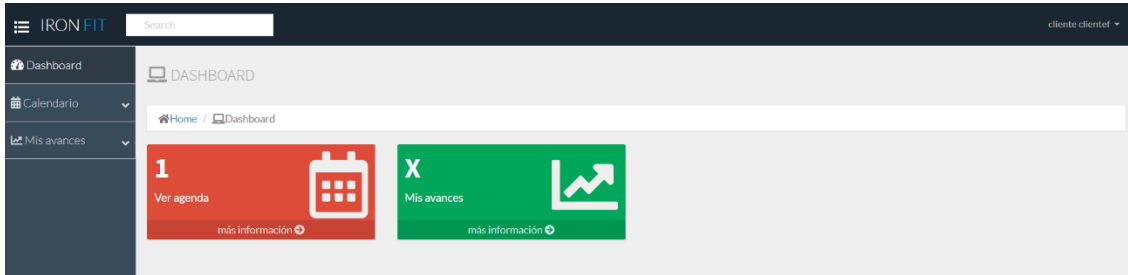 IRON FIT
Search
cliente clientef
Dashboard
Calendario
Mis avances
DASHBOARD
Home / Dashboard
1
Ver agenda
más información
X
Mis avances
más información